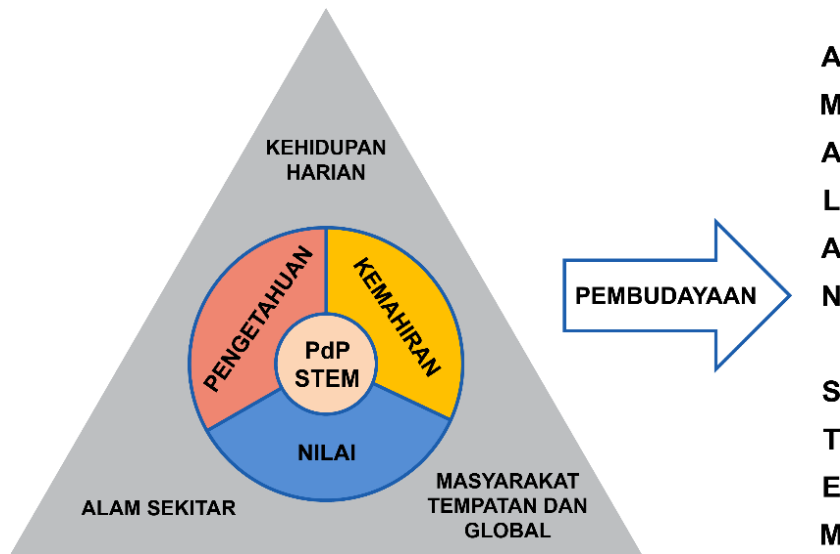 KEHIDUPAN
HARIAN
PENGETAHUAN
KEMAHIRAN
PdP
STEM
NILAI
ALAM SEKITAR
MASYARAKAT
TEMPATAN DAN
GLOBAL
PEMBUDAYAAN
A
M
A
L
A
N
S
T
E
M